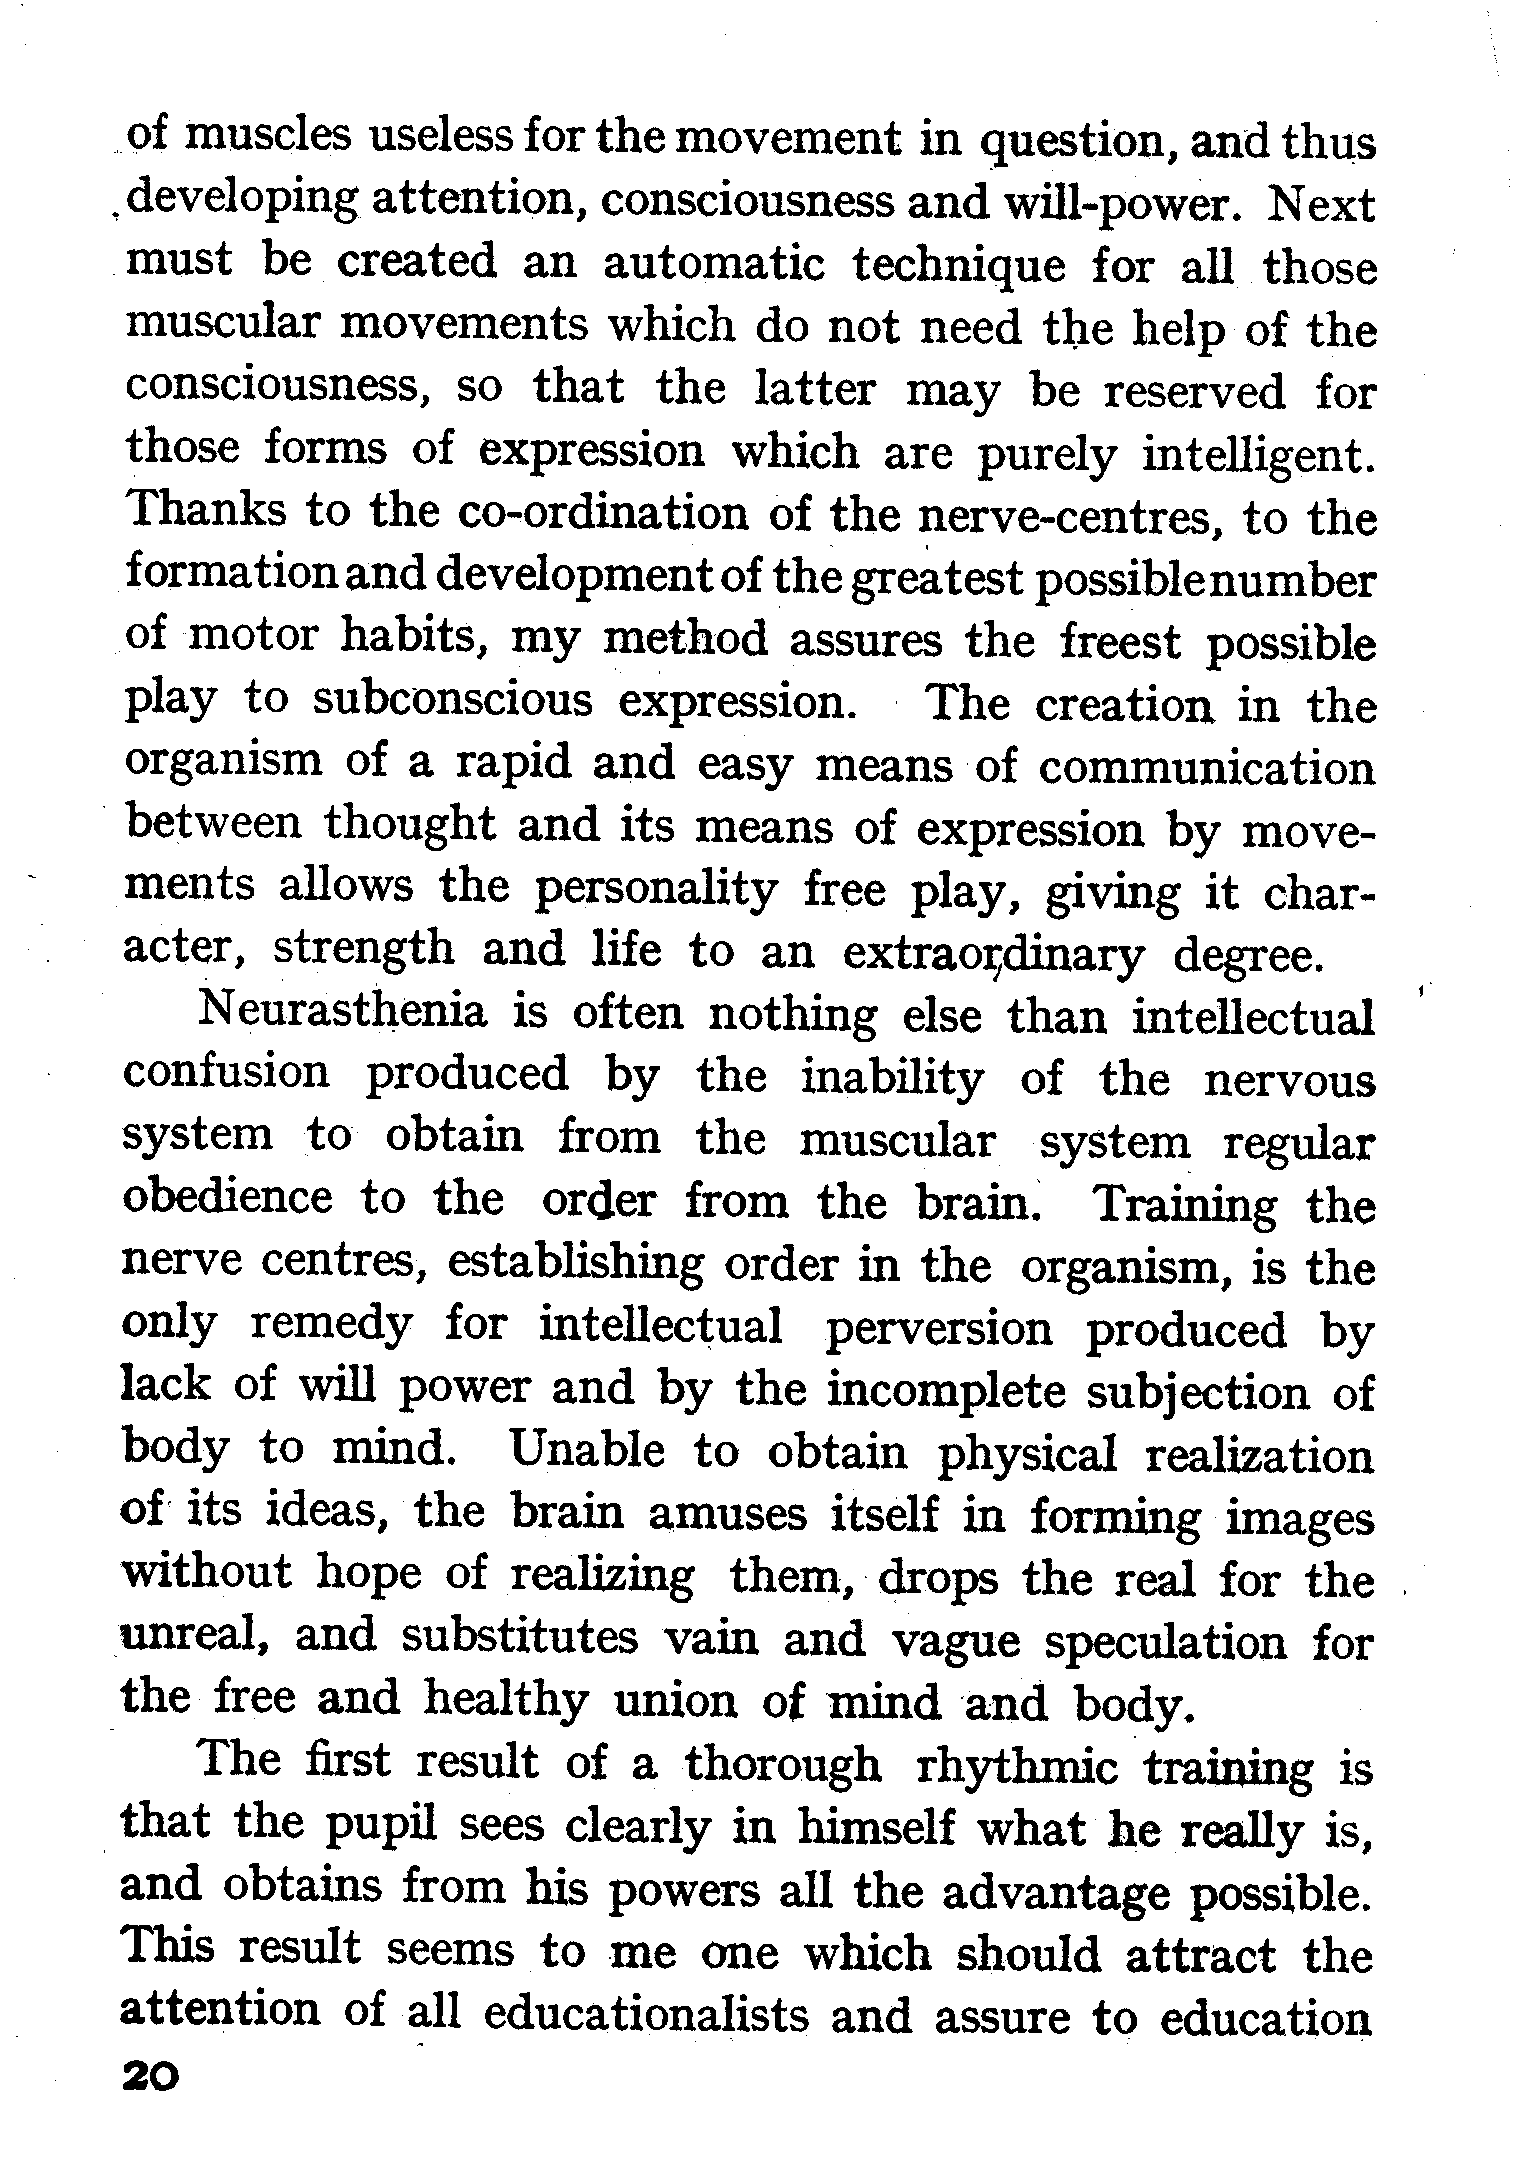 of muscles useless for the movement in question, and thus
developing attention, consciousness and will-power. Next
must be created an automatic technique for all those
muscular movements which do not need the help of the
consciousness, so that the latter may be reserved for
those forms of expression which are purely intelligent.
Thanks to the co-ordination of the nerve-centres, to the
formation and development of the greatest possible number
of motor habits, my method assures the freest possible
play to subconscious expression. The creation in the
organism of a rapid and easy means of communication
between thought and its means of expression by move-
ments allows the personality free play, giving it char-
acter, strength and life to an extraordinary degree.
Neurasthenia is often nothing else than intellectual
confusion produced by the inability of the nervous
system to obtain from the muscular system regular
obedience to the order from the brain. Training the
nerve centres, establishing order in the organism, is the
only remedy for intellectual perversion produced by
lack of will power and by the incomplete subjection of
body to mind. Unable to obtain physical realization
of its ideas, the brain amuses itself in forming images
without hope of realizing them, drops the real for the
unreal, and substitutes vain and vague speculation for
the free and healthy union of mind and body.
The first result of a thorough rhythmic training is
that the pupil sees clearly in himself what he really is,
and obtains from his powers all the advantage possible.
This result seems to me one which should attract the
attention of all educationalists and assure to education
20